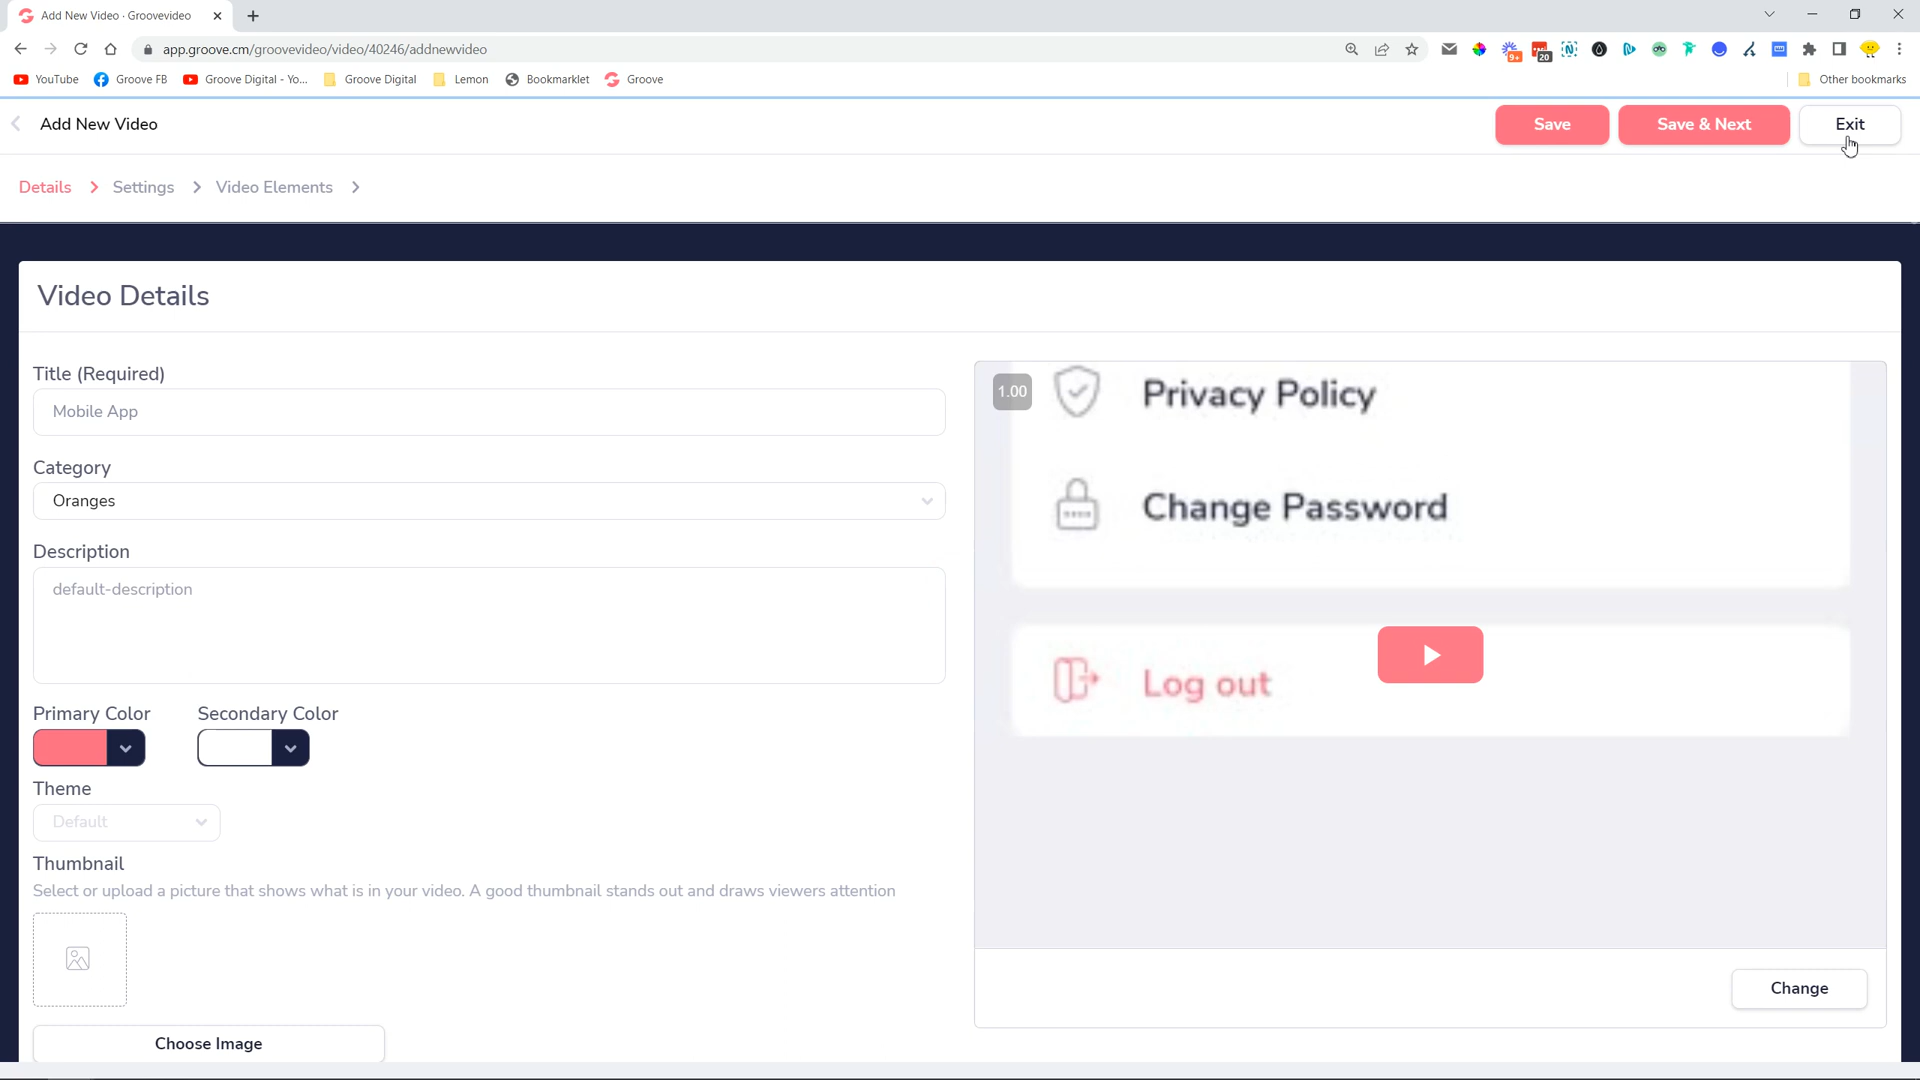 Add New Video · Groovevideo
app.groove.cm/groovevideo/video/40246/addnewvideo
9+
20
YouTube
Groove FB
Groove Digital - Yo...
Groove Digital
Lemon
Bookmarklet
Groove
Other bookmarks
Add New Video
Save
Save & Next
Exit
Details
Settings
Video Elements
Video Details
Title (Required)
Mobile App
Category
Oranges
Description
default-description
Primary Color
Secondary Color
Theme
Default
Thumbnail
Select or upload a picture that shows what is in your video. A good thumbnail stands out and draws viewers attention
Choose Image
1.00
Privacy Policy
Change Password
Log out
Change